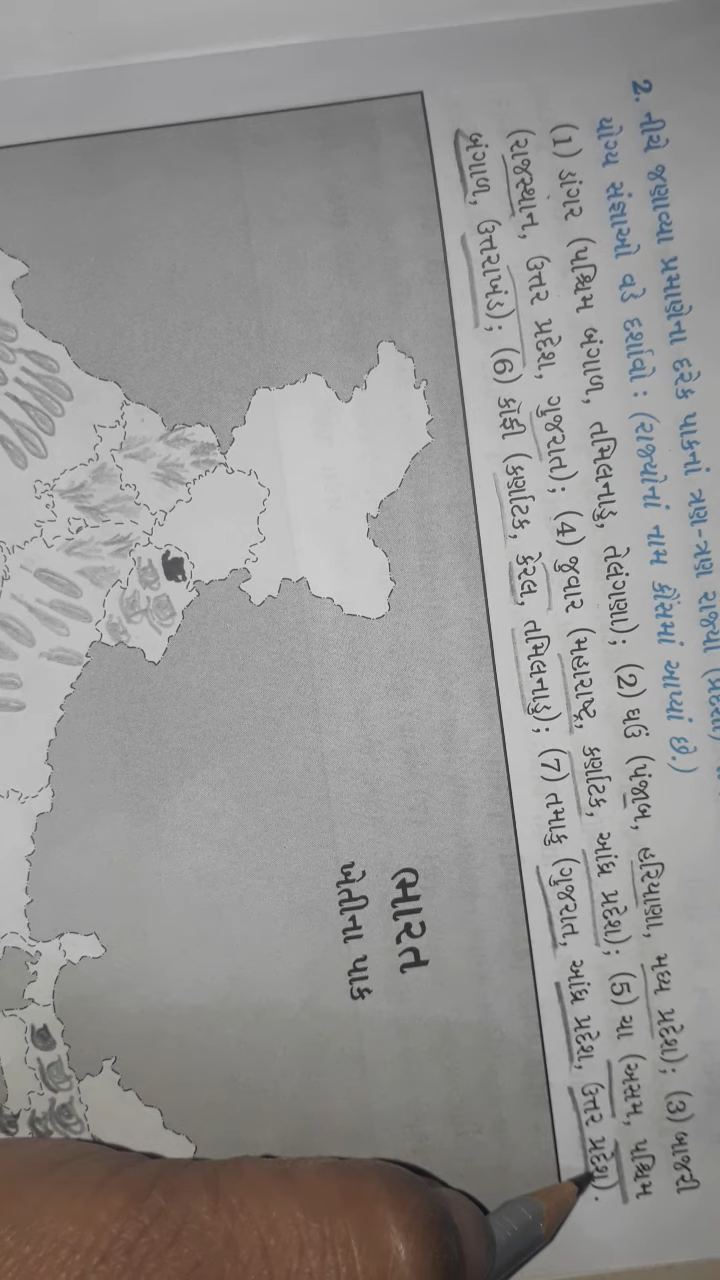 2. નીચે જણાવ્યા પ્રમાણેના દરેક પાકનાં ત્રણ-ત્રણ રાજ્યો
યોગ્ય સંજ્ઞાઓ વડે દર્શાવો : (રાજ્યોનાં નામ કૌંસમાં આપ્યાં છે.)
(1) ડાંગર (પશ્ચિમ બંગાળ, તમિલનાડુ, તેલંગણા); (2) ઘઉં (પંજાબ, હરિયાણા, મધ્ય પ્રદેશ); (3) બાજરી
(રાજસ્થાન, ઉત્તર પ્રદેશ, ગુજરાત); (4) જુવાર (મહારાષ્ટ્ર, કર્ણાટક, આંધ્ર પ્રદેશ); (5) ચા (અસમ, પશ્ચિમ
બંગાળ, ઉત્તરાખંડ); (6) કૉફી (કર્ણાટક, કેરલ, તમિલનાડુ); (7) તમાકુ (ગુજરાત, આંધ્ર પ્રદેશ, ઉત્તર પ્રદેશ).
ભારત
ખેતીના પાક